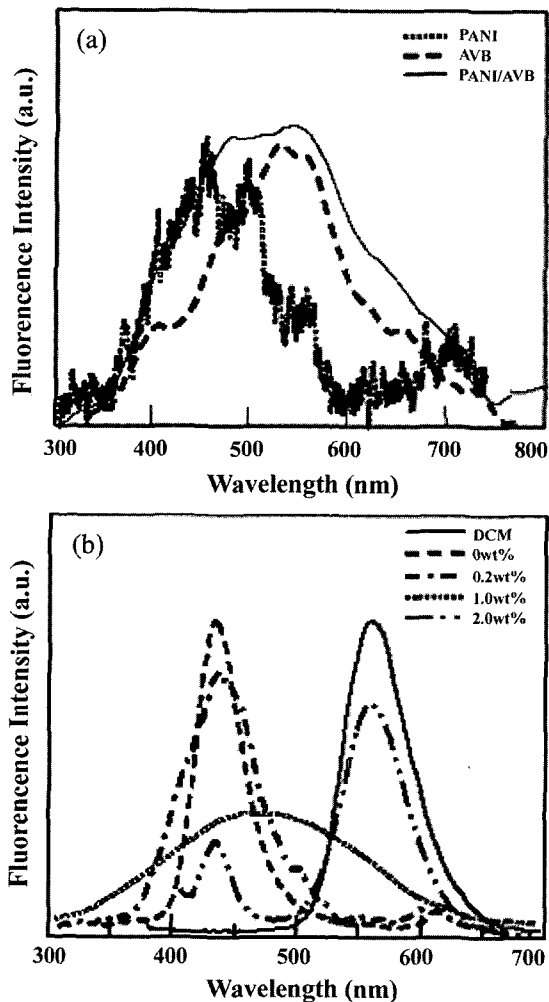 (a)
PANI
AVB
PANI/AVB
Fluorencence Intensity (a.u.)
300 400 500 600 700 800
Wavelength (nm)
(b)
DCM
0wt%
0.2wt%
1.0wt%
2.0wt%
Fluorencence Intensity (a.u.)
300 400 500 600 700
Wavelength (nm)